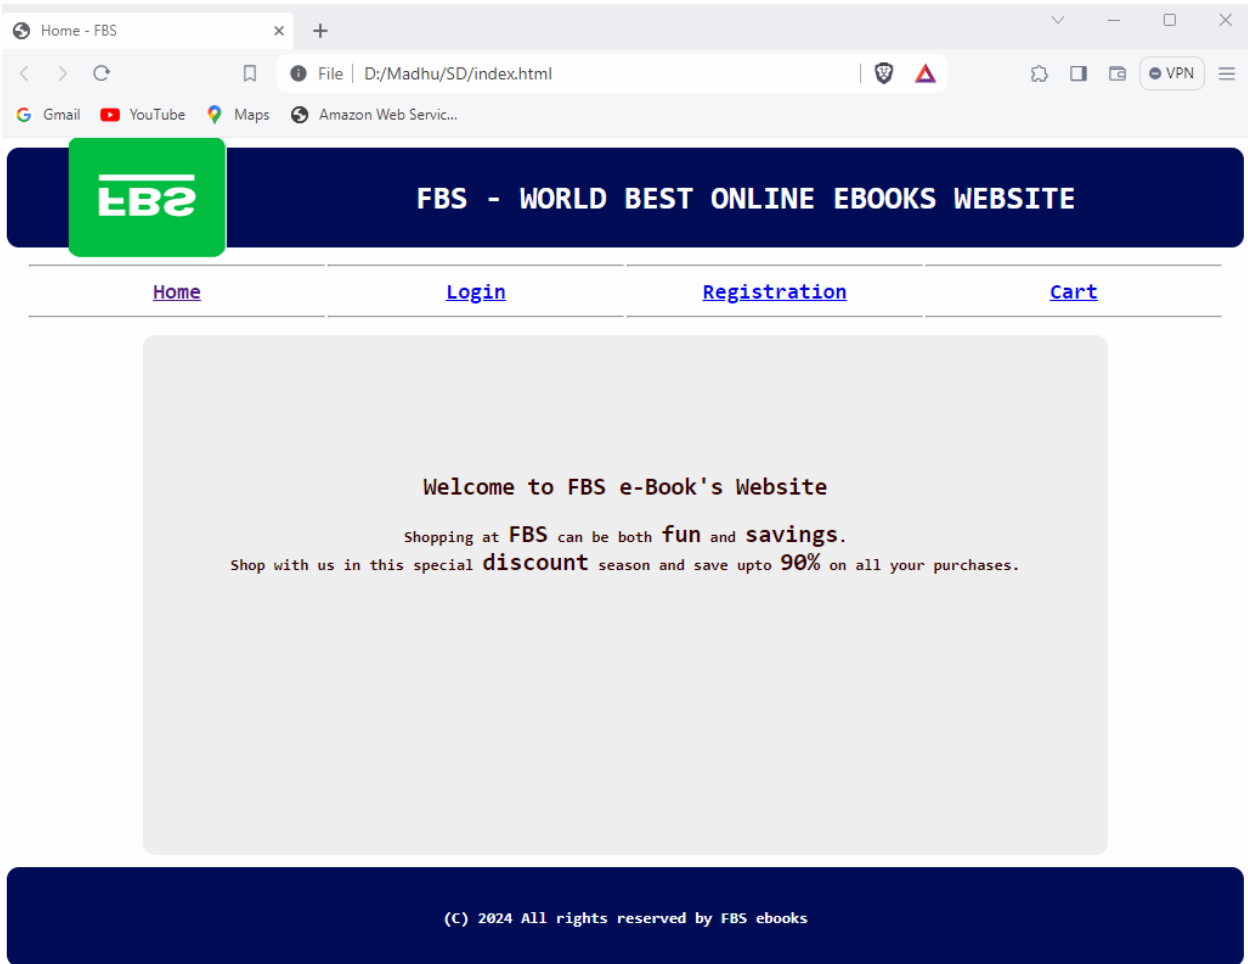 Home - FBS
File D:/Madhu/SD/index.html
VPN
Gmail YouTube Maps Amazon Web Servic...
FBS
FBS - WORLD BEST ONLINE EBOOKS WEBSITE
Home Login Registration Cart
Welcome to FBS e-Book's Website
Shopping at FBS can be both fun and savings.
Shop with us in this special discount season and save upto 90% on all your purchases.
(C) 2024 All rights reserved by FBS ebooks